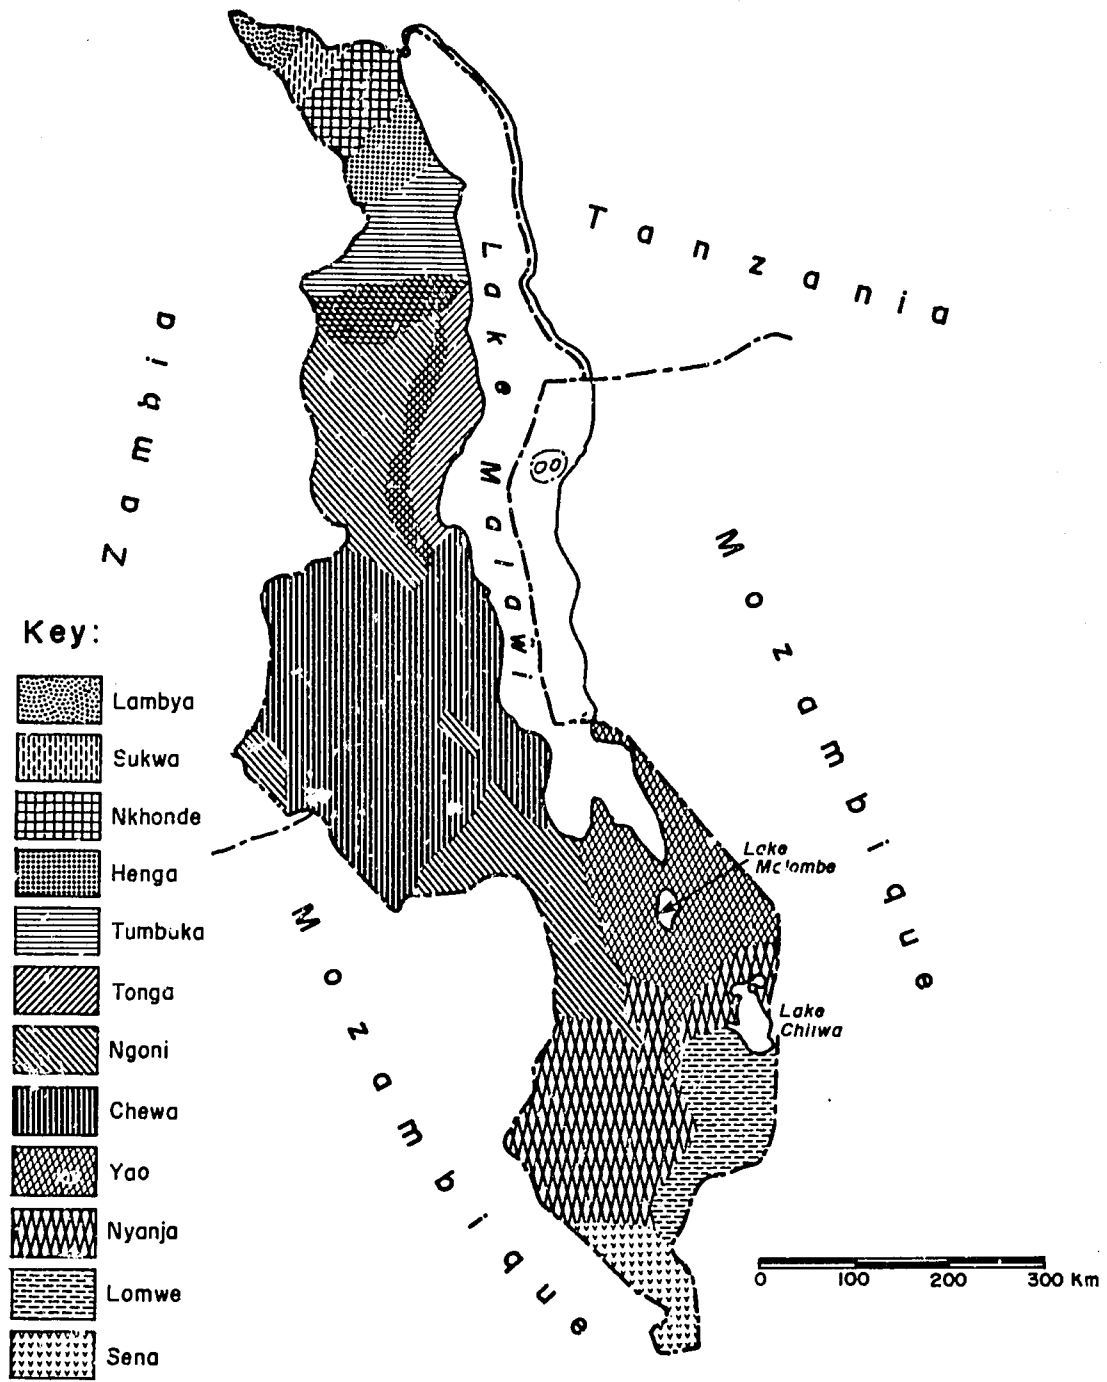 Tanzania
Lake Malawi
Zambia
Mozambique
Key:
Lambya
Sukwa
Nkhonde
Henga
Tumbuka
Tonga
Ngoni
Chewa
Yao
Nyanja
Lomwe
Sena
Lake
Malombe
Lake
Chilwa
Mozambique
0 100 200 300 Km